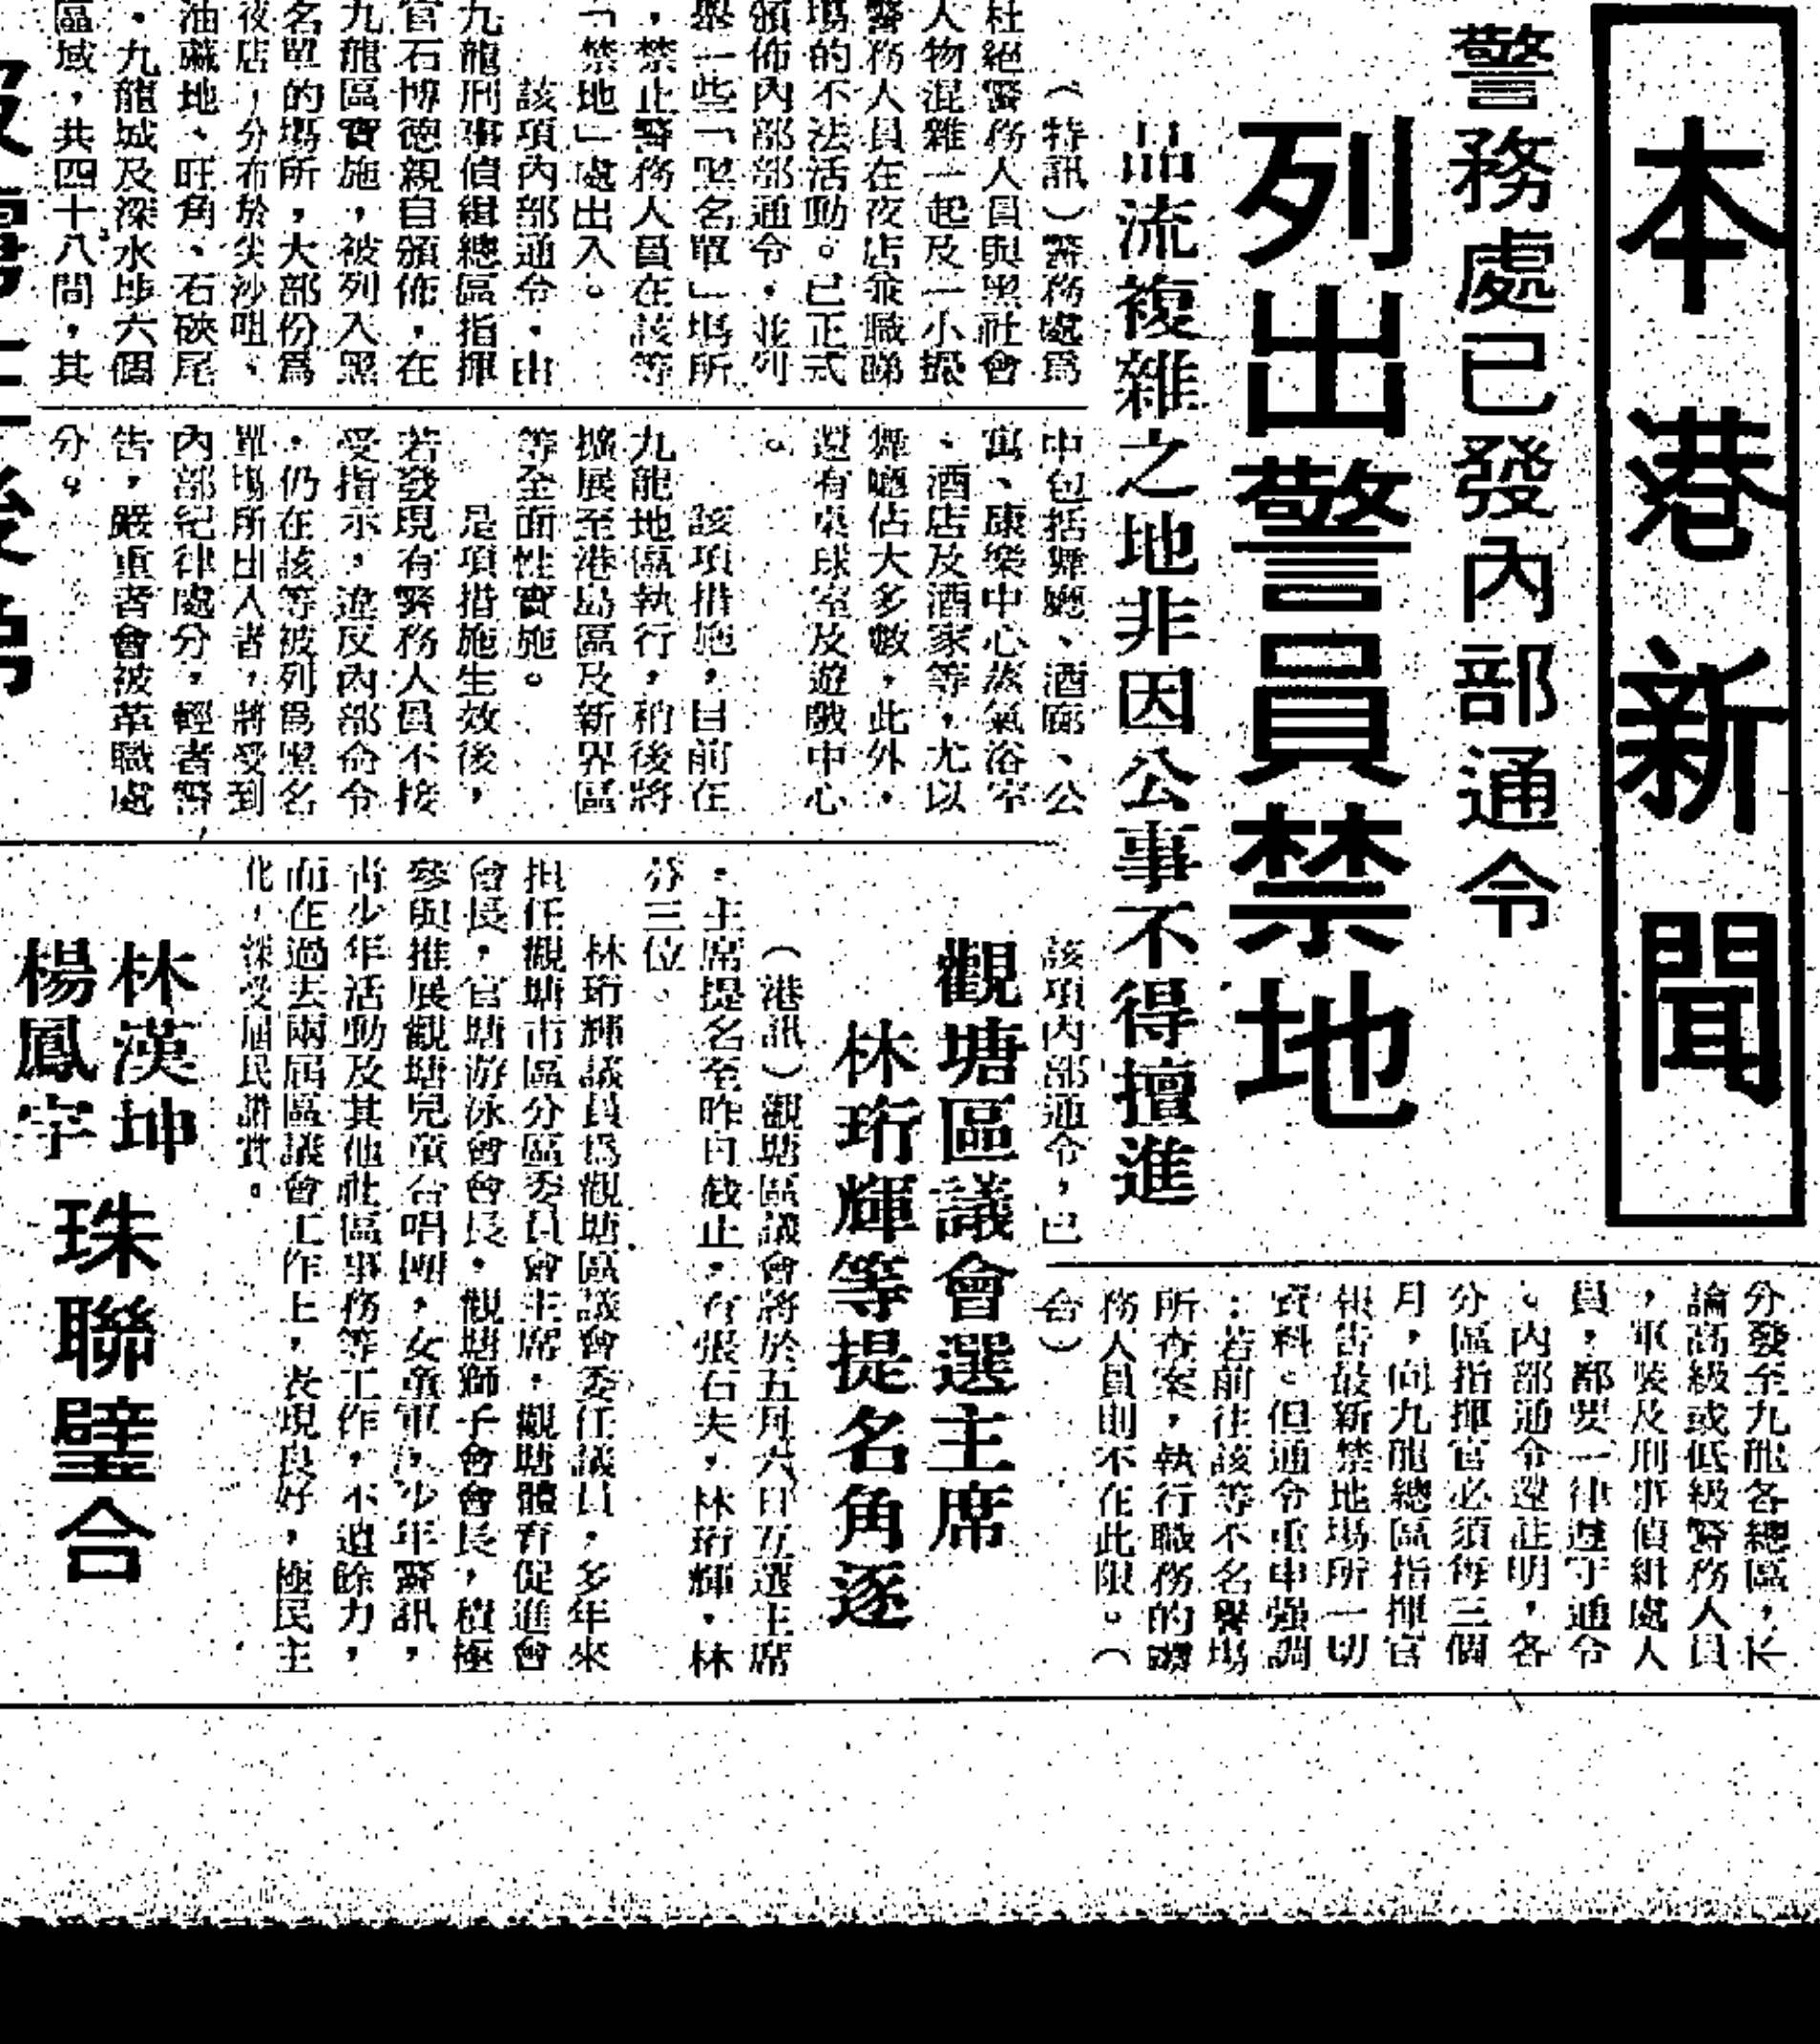 本港新聞
警務處已發內部通令
列出警員禁地
品流複雜之地非因公事不得擅進
（特訊）警務處爲
杜絕警務人員與黑社會
人物混雜一起及一小撮
警務人員在夜店兼職睇
場的不法活動。已正式
頒佈內部部通令，並列
舉一些「黑名單」塲所
，禁止警務人員在該等
「禁地」處出入。
該項內部通令，由
九龍刑事偵緝總區指揮
官石博德親自頒佈，在
九龍區實施，被列入黑
名單的塲所，大部份爲
夜店，分布於尖沙咀、
油蔴地、旺角、石硤尾
、九龍城及深水埗六個
區域，共四十八間，其
中包括舞廳、酒廊、公
寓、康樂中心蒸氣浴室
、酒店及酒家等，尤以
舞廳佔大多數，此外，
還有桌球室及遊戲中心
。
該項措施，目前在
九龍地區執行，稍後將
擴展至港島區及新界區
等全面性實施。
是項措施生效後，
若發現有警務人員不接
受指示，違反內部命令
，仍在該等被列爲黑名
單塲所出入者，將受到
內部紀律處分，輕者警
告，嚴重者會被革職處
分。
該項內部通令，已
分發至九龍各總區，不
論高級或低級警務人員
，軍裝及刑事偵緝處人
員，都要一律遵守通令
。內部通令還註明，各
分區指揮官必須每三個
月，向九龍總區指揮官
報告最新禁地場所一切
資料。但通令重申强調
：若前往該等不名譽塲
所查案，執行職務的警
務人員則不在此限。（
合）
觀塘區議會選主席
林珩輝等提名角逐
（港訊）觀塘區議會將於五月六日互選主席
，主席提名至昨日截止，有張石夫，林珩輝，林
芬三位。
林珩輝議員爲觀塘區議會委任議員，多年來
担任觀塘市區分區委員會主席，觀塘體育促進會
會長，官塘游泳會會長，觀塘獅子會會長，積極
參與推展觀塘兒童合唱團，女童軍，少年警訊，
青少年活動及其他社區事務等工作，不遺餘力，
而在過去兩屆區議會工作上，表現良好，極民主
化，深受居民讚賞。
林漢坤
楊鳳宇
珠聯璧合